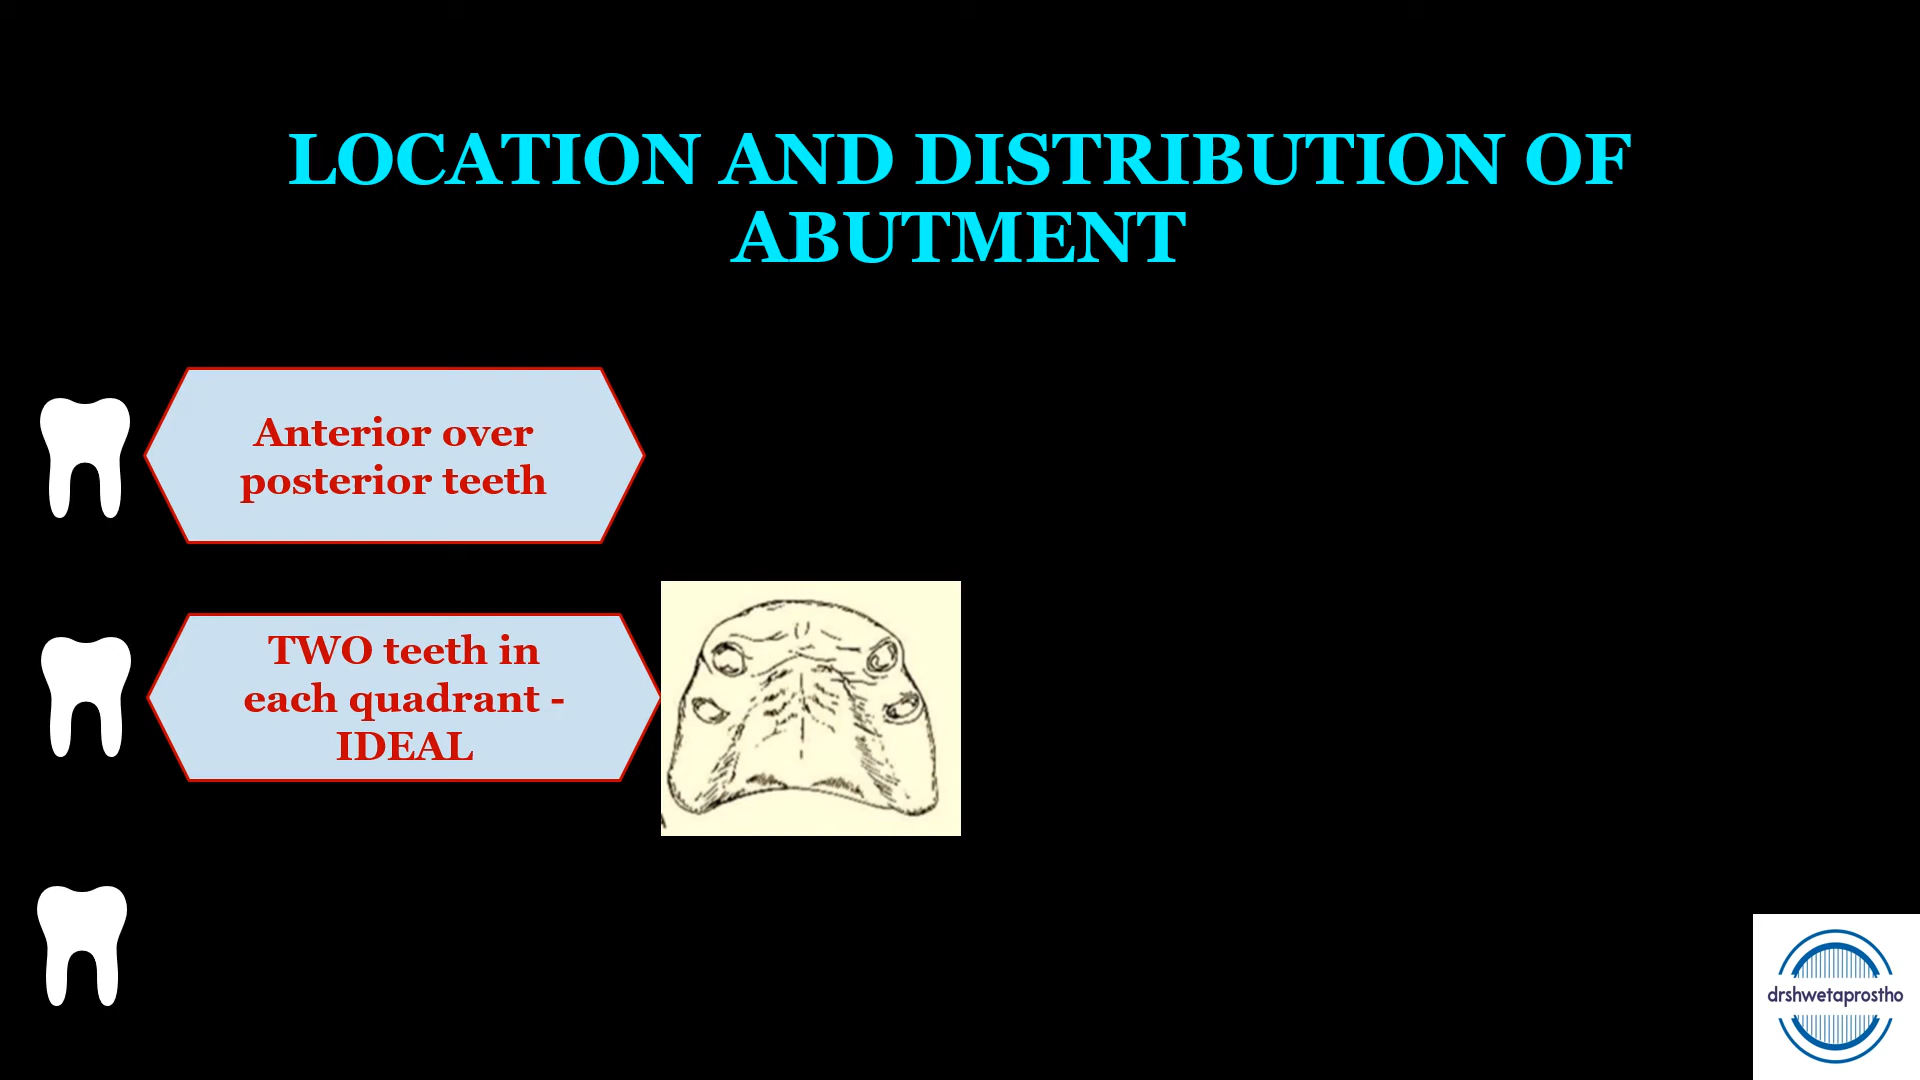 LOCATION AND DISTRIBUTION OF
ABUTMENT
Anterior over
posterior teeth
TWO teeth in
each quadrant -
IDEAL
drshwetaprostho